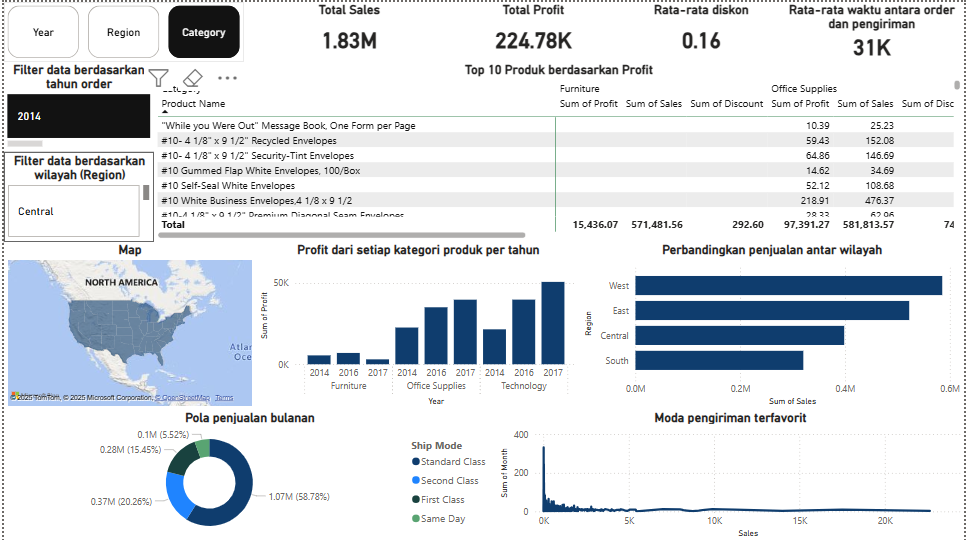 Year
Region
Category
Total Sales
1.83M
Total Profit
224.78K
Rata-rata diskon
0.16
Rata-rata waktu antara order
dan pengiriman
31K
Filter data berdasarkan
tahun order
2014
Filter data berdasarkan
wilayah (Region)
Central
Top 10 Produk berdasarkan Profit
Category Furniture Office Supplies
Product Name Sum of Profit Sum of Sales Sum of Discount Sum of Profit Sum of Sales Sum of Disc
"While you Were Out" Message Book, One Form per Page 10.39 25.23
#10- 4 1/8" x 9 1/2" Recycled Envelopes 59.43 152.08
#10- 4 1/8" x 9 1/2" Security-Tint Envelopes 64.86 146.69
#10 Gummed Flap White Envelopes, 100/Box 14.62 34.69
#10 Self-Seal White Envelopes 52.12 108.68
#10 White Business Envelopes,4 1/8 x 9 1/2 218.91 476.37
#10-4 1/8" x 9 1/2" Premium Diagonal Seam Envelopes 28.33 62.96
Total 15,436.07 571,481.56 292.60 97,391.27 581,813.57 74
Map
NORTH AMERICA
Atlan
Oce
© 2025 TomTom, © 2025 Microsoft Corporation, © OpenStreetMap Terms
Profit dari setiap kategori produk per tahun
Sum of Profit
50K
0K
2014 2016 2017 2014 2016 2017 2014 2016 2017
Furniture Office Supplies Technology
Year
Perbandingkan penjualan antar wilayah
Region
West
East
Central
South
0.0M 0.2M 0.4M 0.6M
Sum of Sales
Pola penjualan bulanan
0.1M (5.52%)
0.28M (15.45%)
0.37M (20.26%)
1.07M (58.78%)
Ship Mode
Standard Class
Second Class
First Class
Same Day
Moda pengiriman terfavorit
Sum of Month
400
200
0
0K 5K 10K 15K 20K
Sales